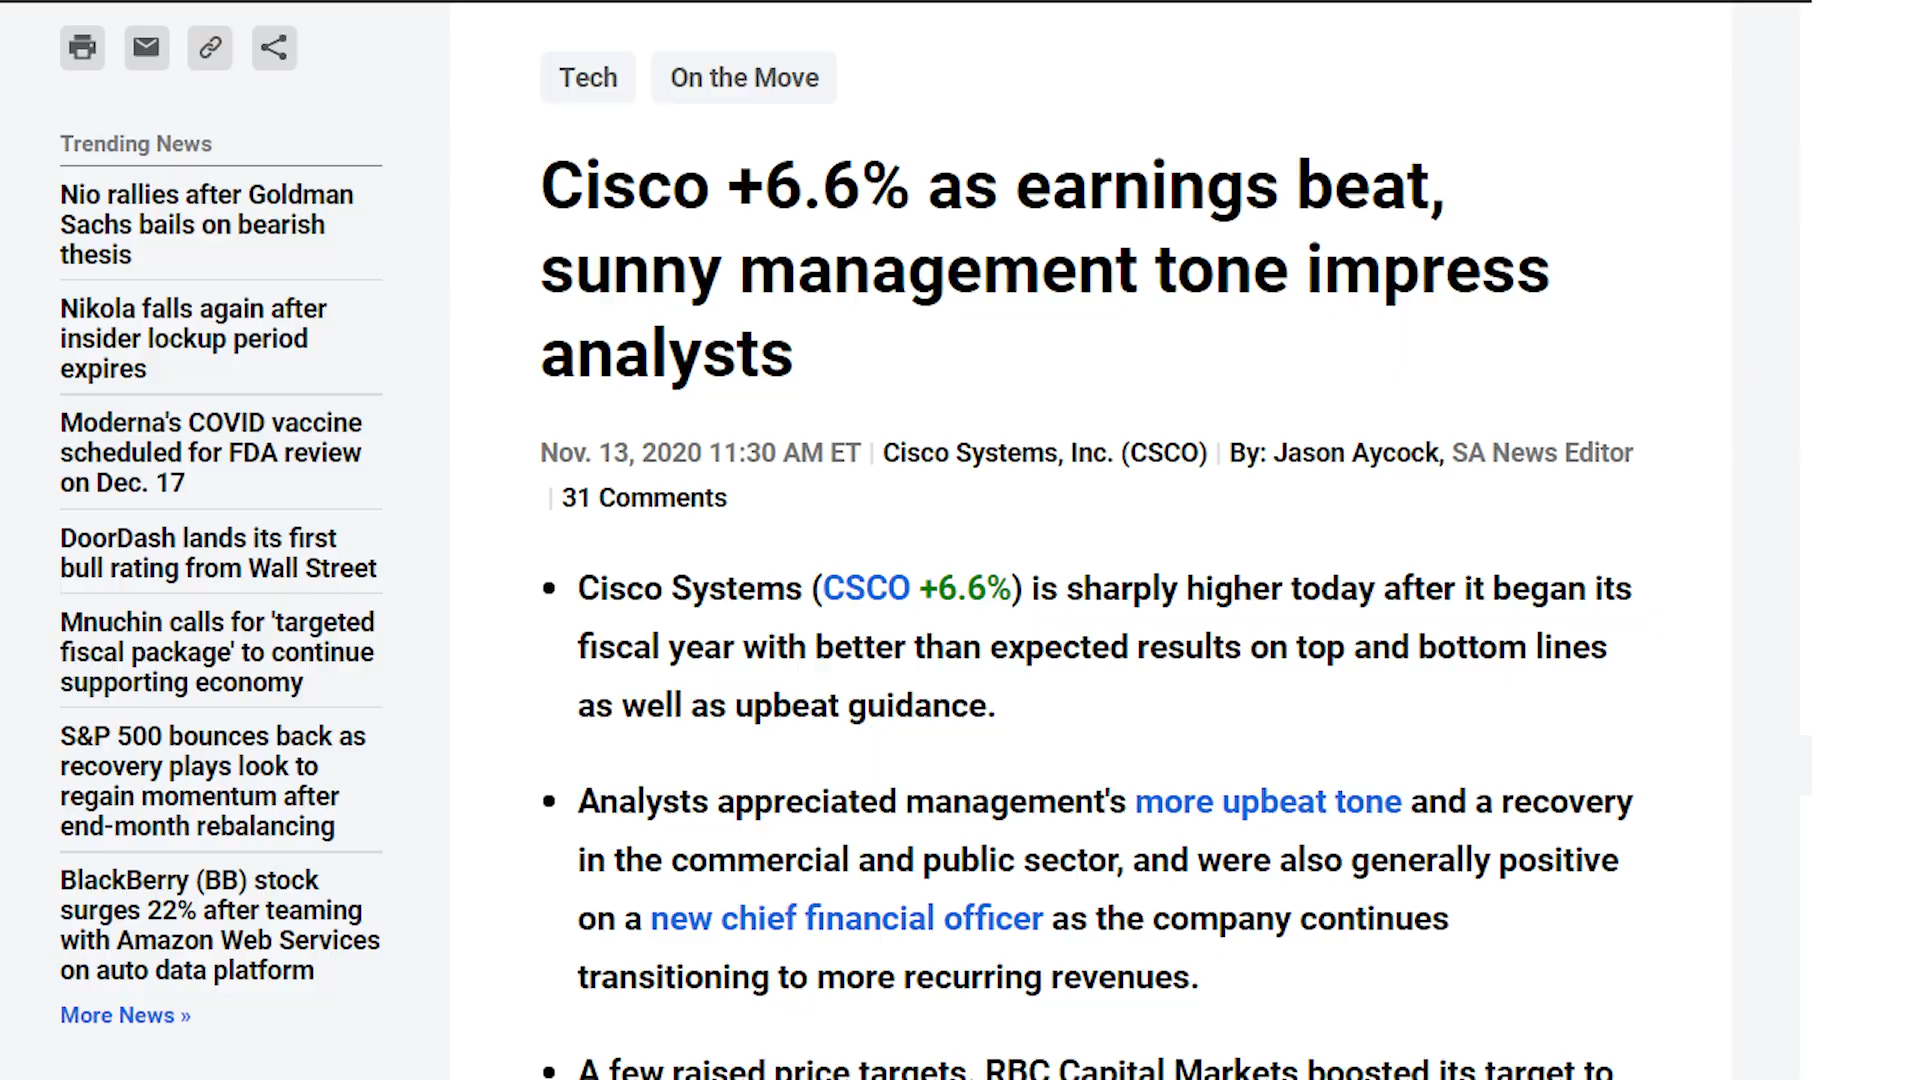 Trending News
Nio rallies after Goldman
Sachs bails on bearish
thesis
Nikola falls again after
insider lockup period
expires
Moderna's COVID vaccine
scheduled for FDA review
on Dec. 17
DoorDash lands its first
bull rating from Wall Street
Mnuchin calls for 'targeted
fiscal package' to continue
supporting economy
S&P 500 bounces back as
recovery plays look to
regain momentum after
end-month rebalancing
BlackBerry (BB) stock
surges 22% after teaming
with Amazon Web Services
on auto data platform
More News »
Tech On the Move
Cisco +6.6% as earnings beat,
sunny management tone impress
analysts
Nov. 13, 2020 11:30 AM ET | Cisco Systems, Inc. (CSCO) | By: Jason Aycock, SA News Editor
| 31 Comments
• Cisco Systems (CSCO +6.6%) is sharply higher today after it began its
fiscal year with better than expected results on top and bottom lines
as well as upbeat guidance.
• Analysts appreciated management's more upbeat tone and a recovery
in the commercial and public sector, and were also generally positive
on a new chief financial officer as the company continues
transitioning to more recurring revenues.
• A few raised price targets. RBC Capital Markets boosted its target to